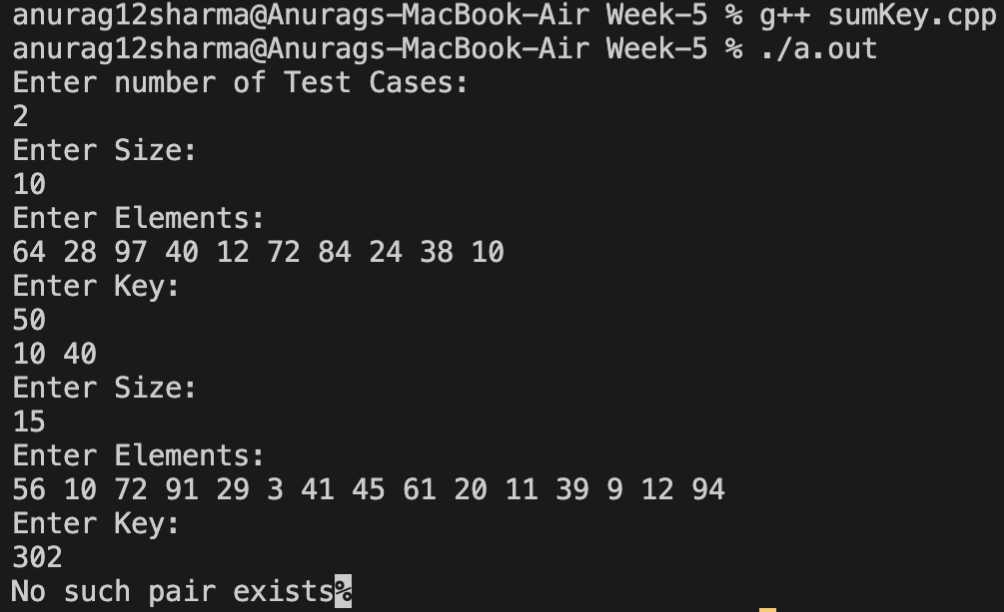 anurag12sharma@Anurags-MacBook-Air Week-5 % g++ sumKey.cpp
anurag12sharma@Anurags-MacBook-Air Week-5 % ./a.out
Enter number of Test Cases:
2
Enter Size:
10
Enter Elements:
64 28 97 40 12 72 84 24 38 10
Enter Key:
50
10 40
Enter Size:
15
Enter Elements:
56 10 72 91 29 3 41 45 61 20 11 39 9 12 94
Enter Key:
302
No such pair exists%